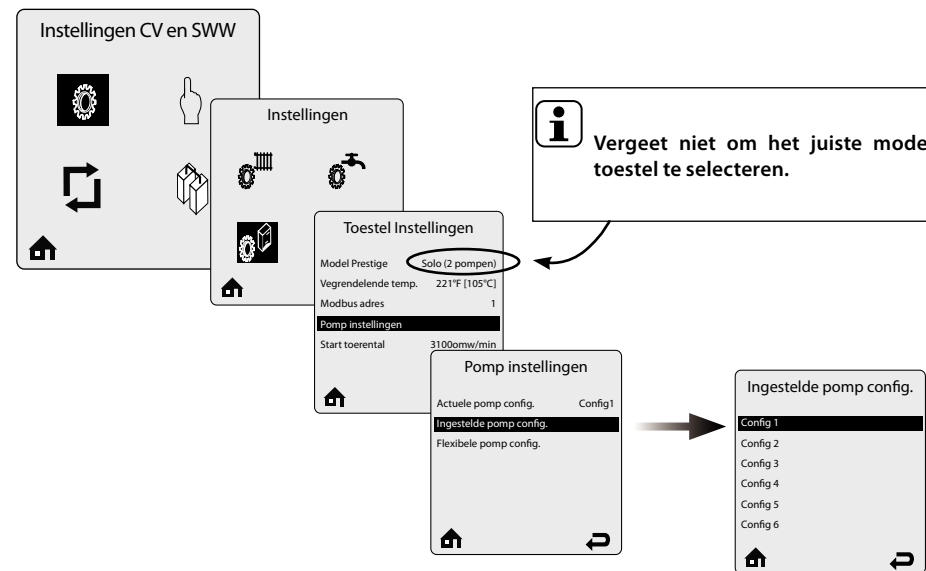 Instellingen CV en SWW
Instellingen
Vergeet niet om het juiste
toestel te selecteren.
Toestel Instellingen
Model Prestige Solo (2 pompen)
Vegrendelende temp. 221°F [105°C]
Modbus adres 1
Pomp instellingen
Start toerental 3100omw/min
Pomp instellingen
Actuele pomp config. Config1
Ingestelde pomp config.
Flexibele pomp config.
Ingestelde pomp config.
Config 1
Config 2
Config 3
Config 4
Config 5
Config 6